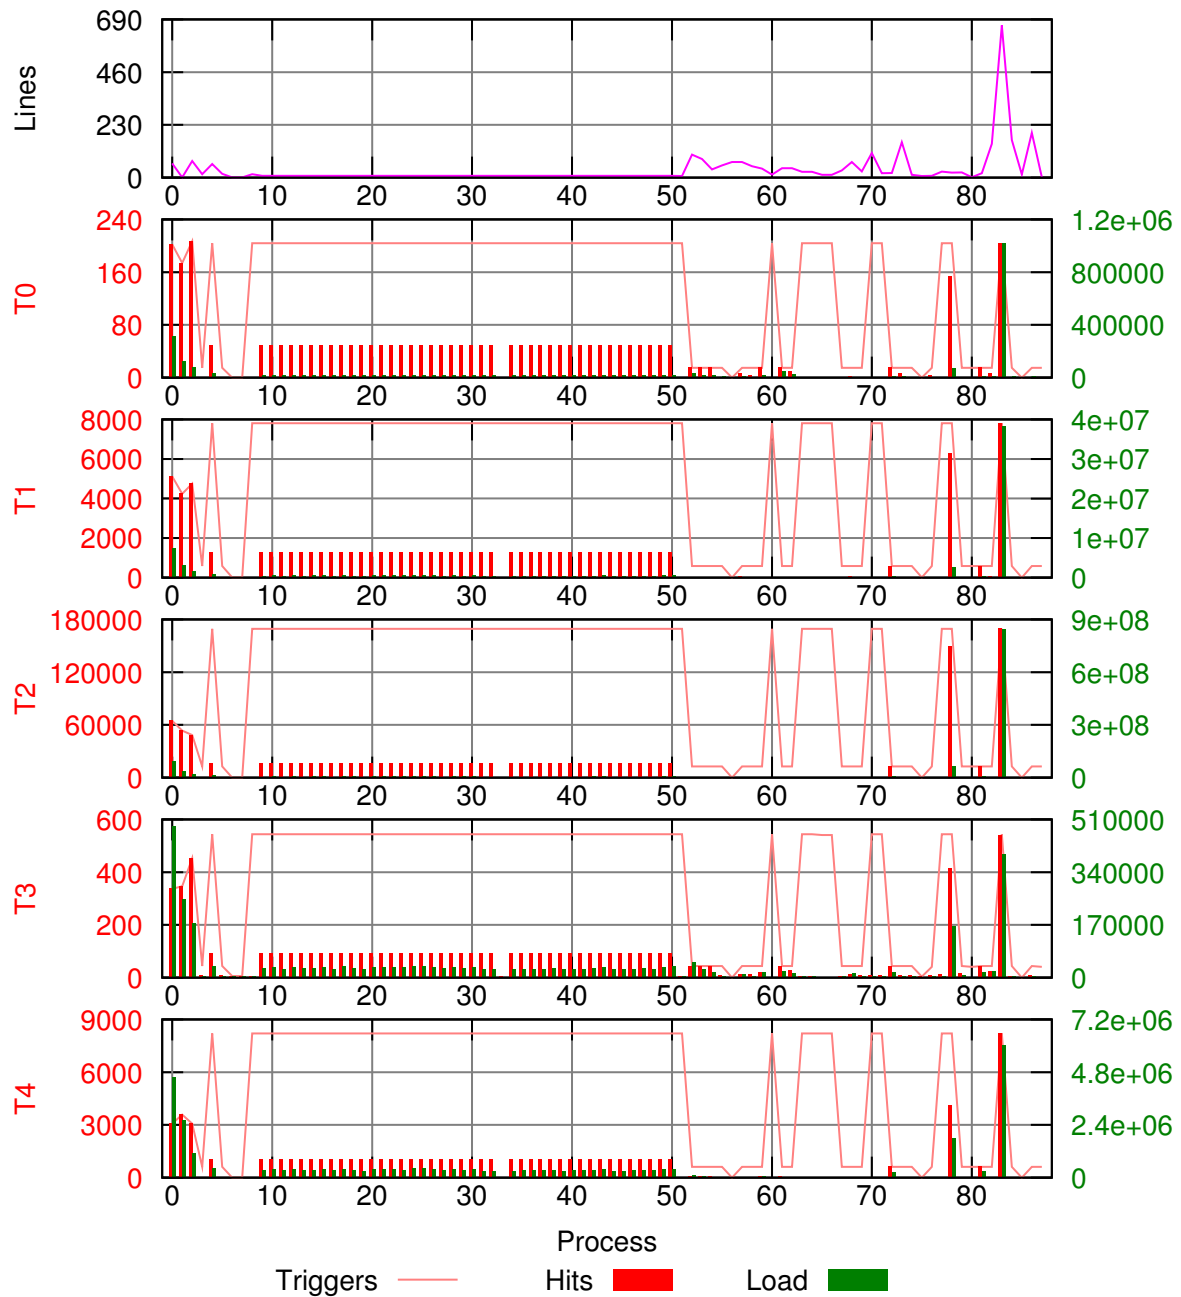 Lines
690
460
230
0
0 10 20 30 40 50 60 70 80
T0
240
160
80
0
1.2e+06
800000
400000
0
0 10 20 30 40 50 60 70 80
T1
8000
6000
4000
2000
0
4e+07
3e+07
2e+07
1e+07
0
0 10 20 30 40 50 60 70 80
T2
180000
120000
60000
0
9e+08
6e+08
3e+08
0
0 10 20 30 40 50 60 70 80
T3
600
400
200
0
510000
340000
170000
0
0 10 20 30 40 50 60 70 80
T4
9000
6000
3000
0
7.2e+06
4.8e+06
2.4e+06
0
0 10 20 30 40 50 60 70 80
Process
Triggers Hits Load